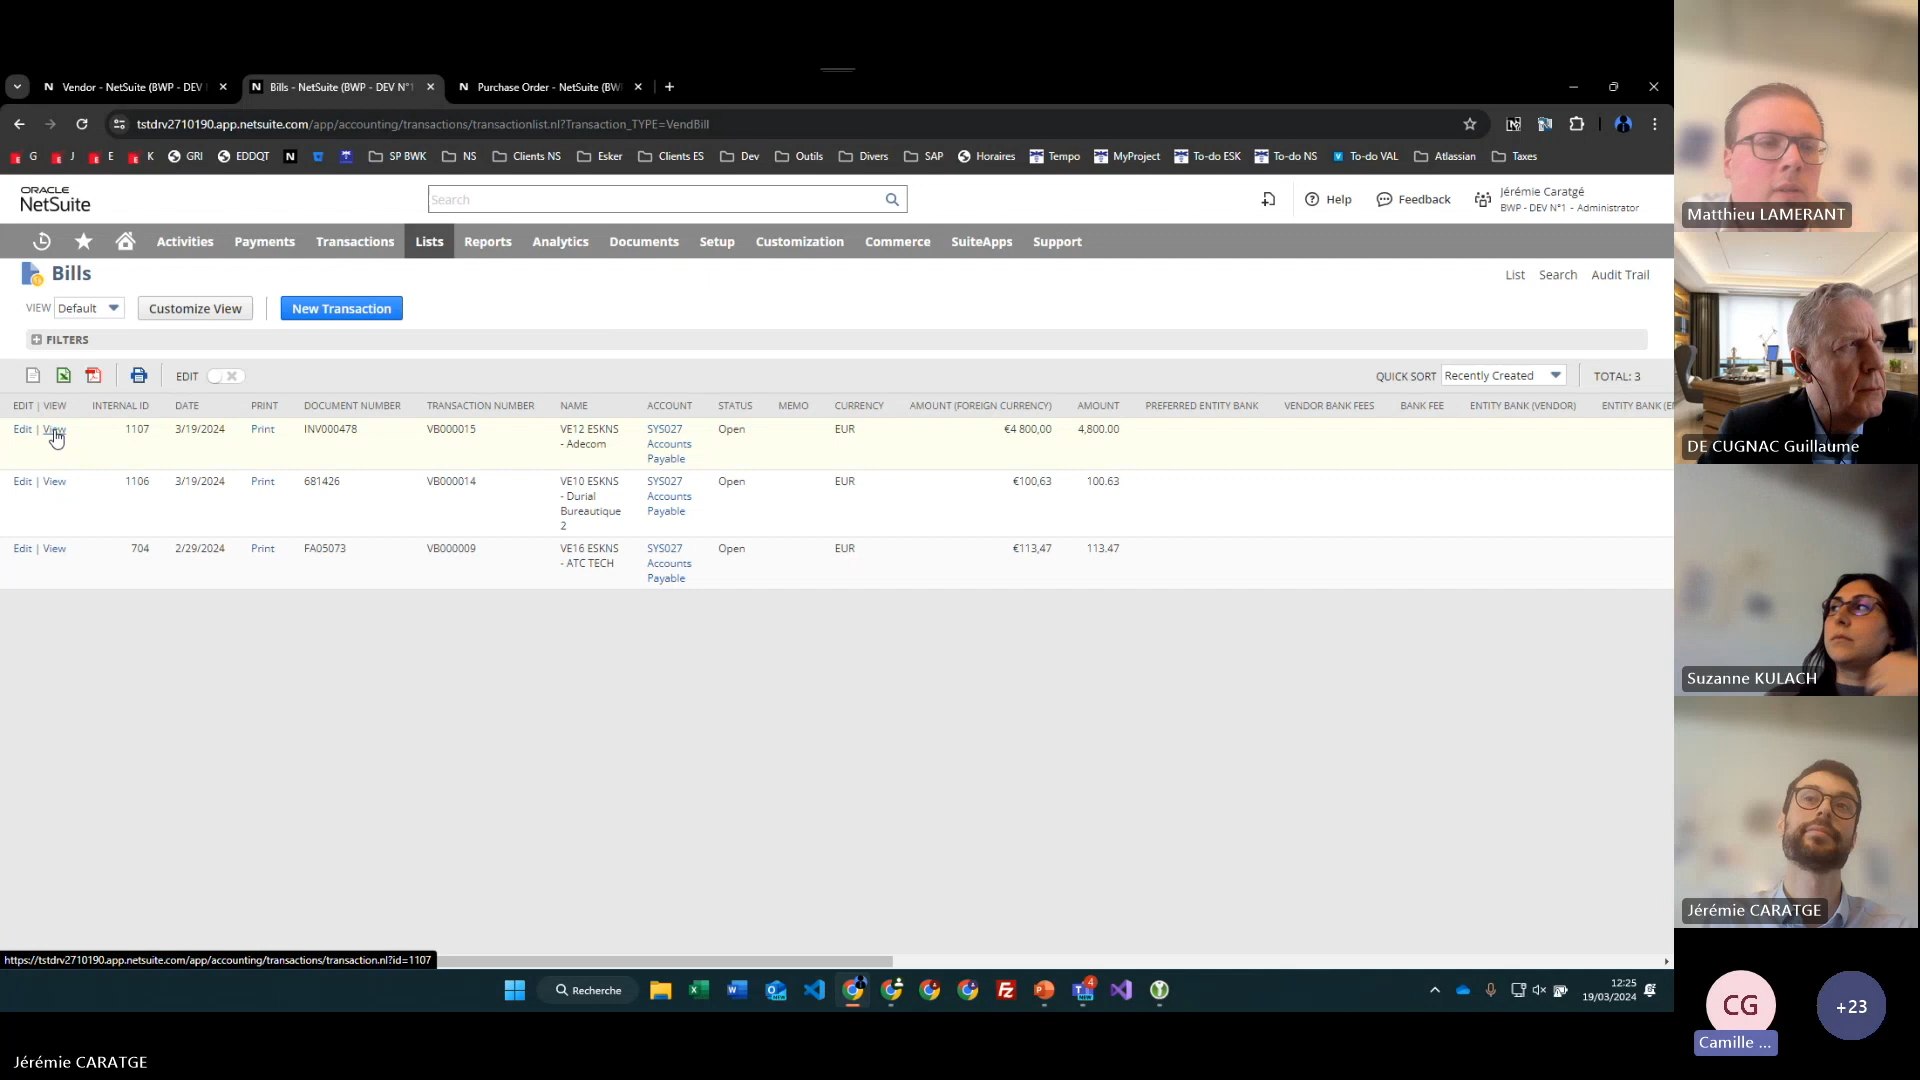 Vendor - NetSuite (BWP - DEV
Bills - NetSuite (BWP - DEV N°1
Purchase Order - NetSuite (BW
tstdrv2710190.app.netsuite.com/app/accounting/transactions/transactionlist.nl?Transaction_TYPE=VendBill
G J E K GRI EDDQT SP BWK NS Clients NS Esker Clients ES Dev Outils Divers SAP Horaires Tempo MyProject To-do ESK To-do NS To-do VAL Atlassian Taxes
ORACLE
NetSuite
Search
Help
Feedback
Jérémie Caratgé
BWP - DEV N°1 - Administrator
Activities Payments Transactions Lists Reports Analytics Documents Setup Customization Commerce SuiteApps Support
Bills
List Search Audit Trail
VIEW Default Customize View New Transaction
FILTERS
EDIT
QUICK SORT Recently Created TOTAL: 3
EDIT | VIEW INTERNAL ID DATE PRINT DOCUMENT NUMBER TRANSACTION NUMBER NAME ACCOUNT STATUS MEMO CURRENCY AMOUNT (FOREIGN CURRENCY) AMOUNT PREFERRED ENTITY BANK VENDOR BANK FEES BANK FEE ENTITY BANK (VENDOR) ENTITY BANK (E
Edit | View 1107 3/19/2024 Print INV000478 VB000015 VE12 ESKNS SYS027 Open EUR €4 800,00 4,800.00
- Adecom Accounts
Payable
Edit | View 1106 3/19/2024 Print 681426 VB000014 VE10 ESKNS SYS027 Open EUR €100,63 100.63
- Durial Accounts
Bureautique Payable
2
Edit | View 704 2/29/2024 Print FA05073 VB000009 VE16 ESKNS SYS027 Open EUR €113,47 113.47
- ATC TECH Accounts
Payable
https://tstdrv2710190.app.netsuite.com/app/accounting/transactions/transaction.nl?id=1107
Recherche
4
12:25
19/03/2024
Jérémie CARATGE
Matthieu LAMERANT
DE CUGNAC Guillaume
Suzanne KULACH
Jérémie CARATGE
CG
+23
Camille ...